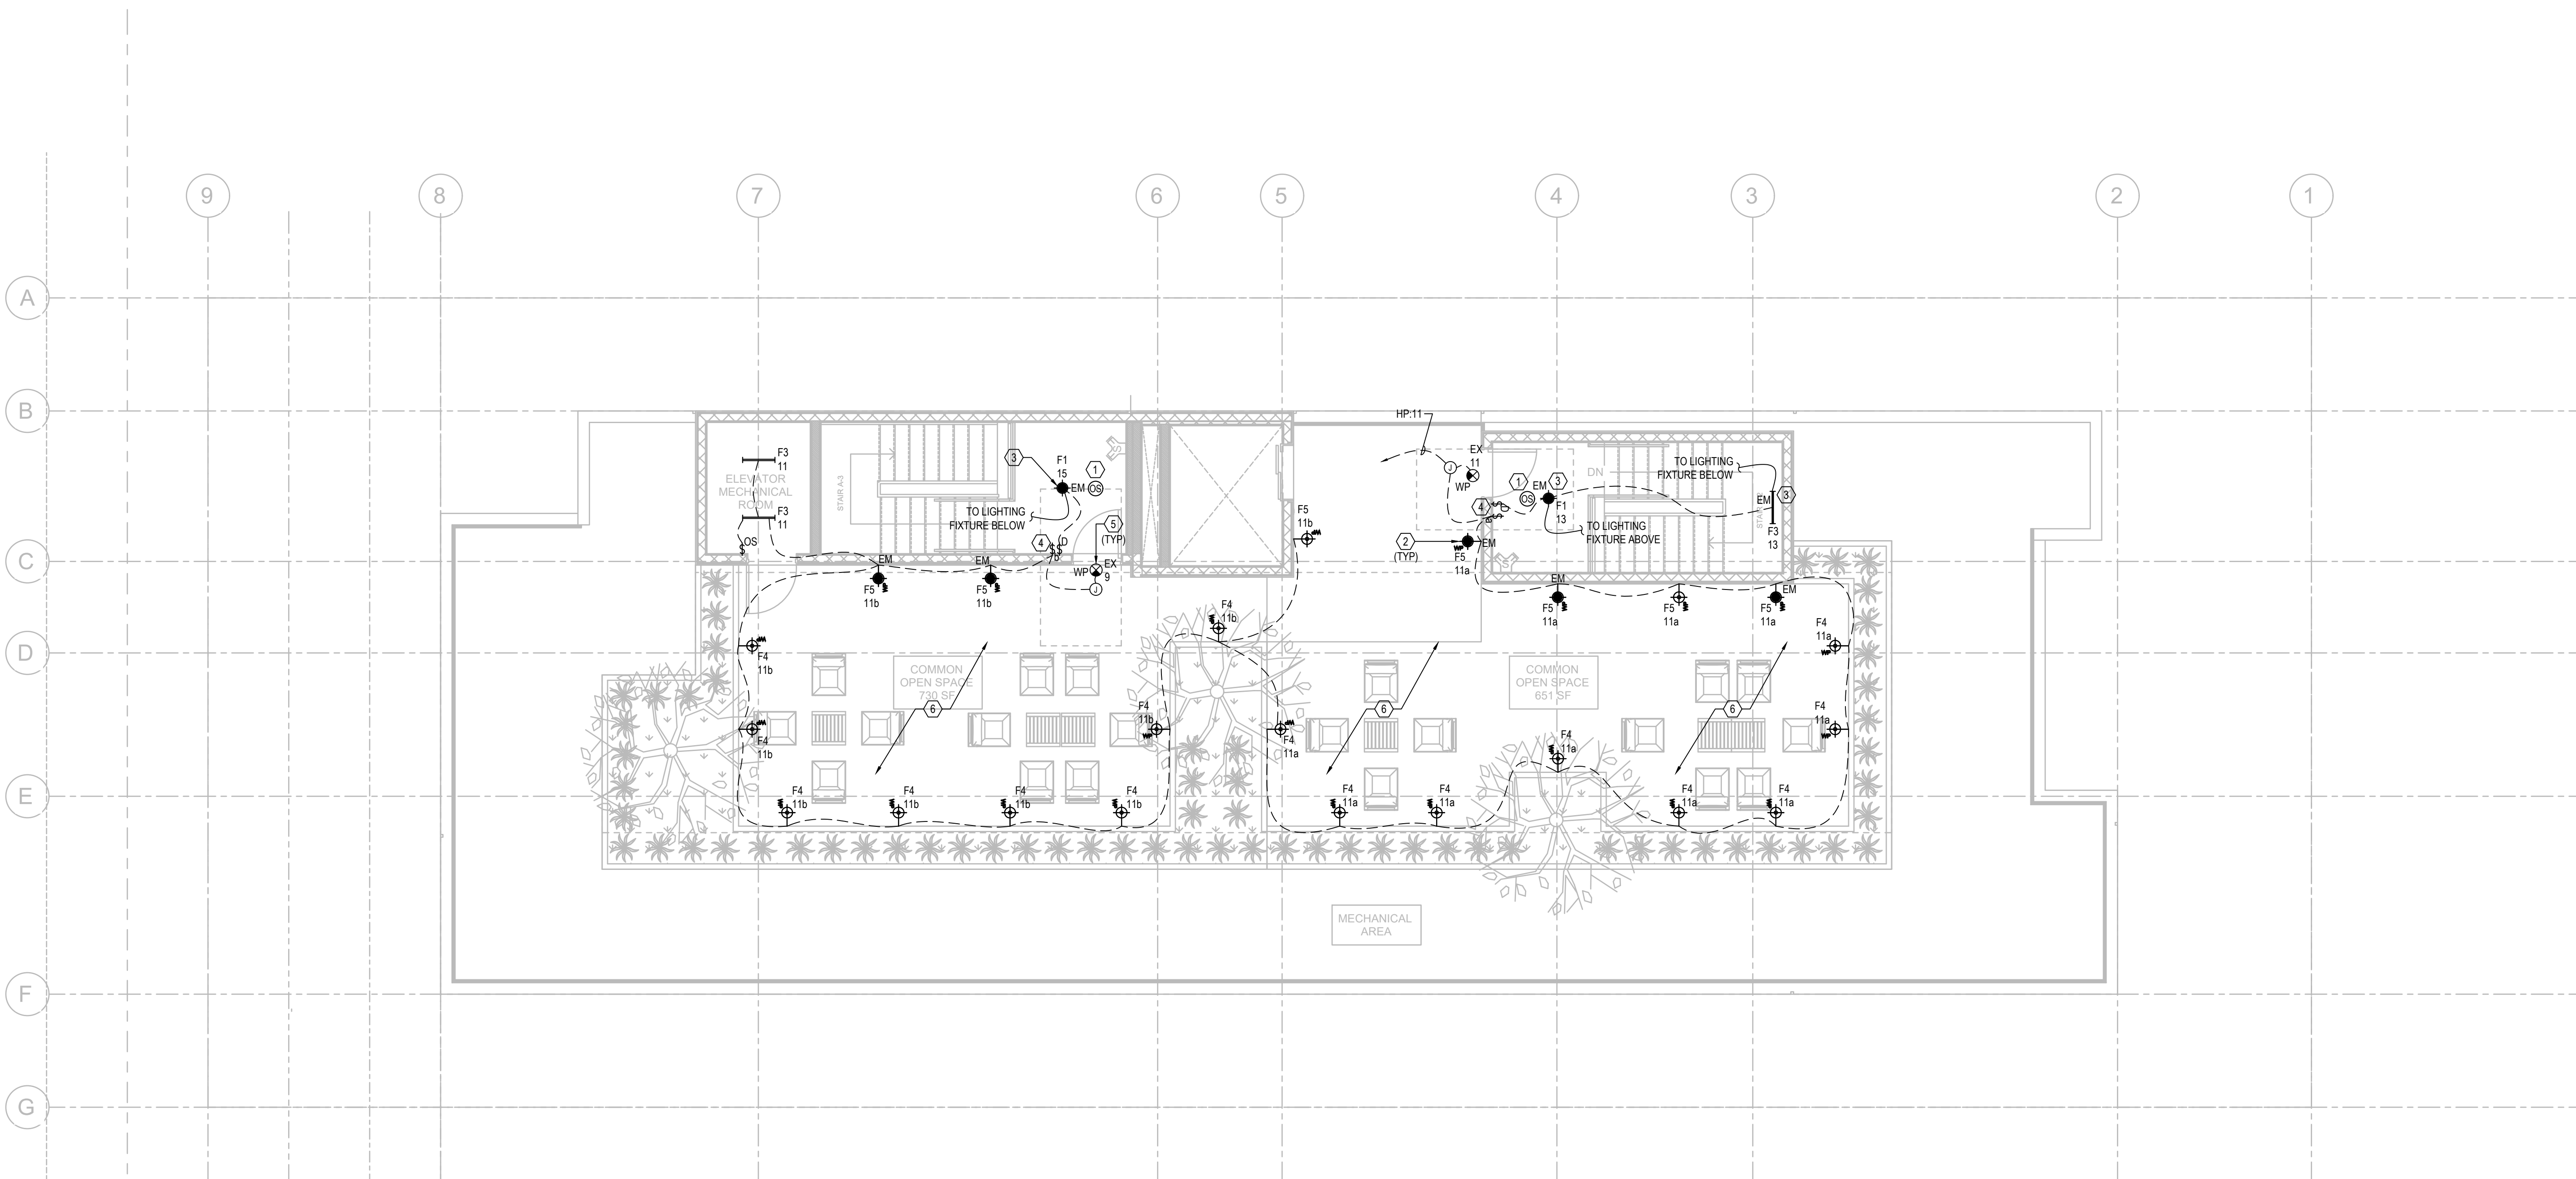 9
8
7
6
5
4
3
2
1
A
B
C
D
E
F
G
F3
11
ELEVATOR
MECHANICAL
ROOM
F3
11
$OS
STAIR A-3
3
F1
15
1
EM
OS
TO LIGHTING
FIXTURE BELOW
4
$$D
b
S
5
(TYP)
WP
EX
9
J
EM
F5
11b
EM
F5
11b
F5
11b
HP:11
J
EX
11
WP
2
(TYP)
EM
F5
11a
4
1
OS
EM
3
F1
13
DN
TO LIGHTING
FIXTURE BELOW
TO LIGHTING
FIXTURE ABOVE
EM
3
F3
13
S
EM
F5
11a
F5
11a
EM
F5
11a
F4
11b
F4
11b
F4
11b
F4
11b
F4
11b
F4
11b
F4
11b
F4
11b
COMMON
OPEN SPACE
730 SF
6
F4
11a
F4
11a
F4
11a
6
COMMON
OPEN SPACE
651 SF
F4
11a
F4
11a
F4
11a
6
F4
11a
F4
11a
MECHANICAL
AREA